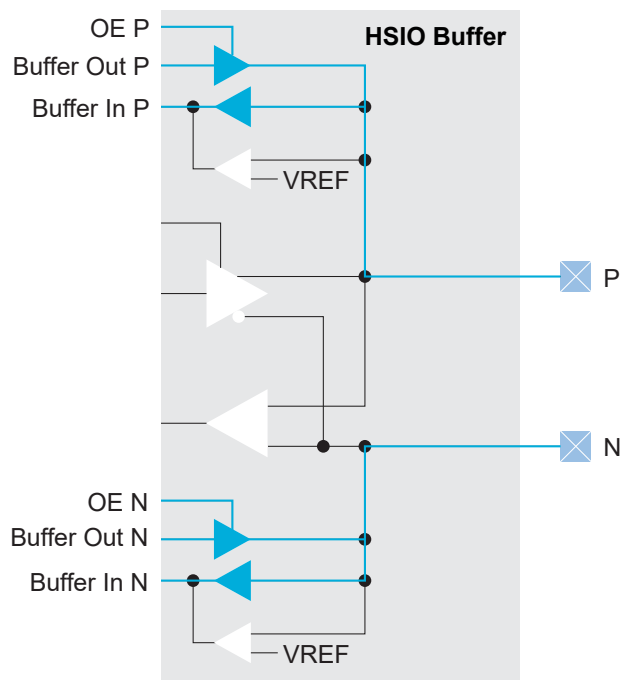 OE P
HSIO Buffer
Buffer Out P
Buffer In P
VREF
P
N
OE N
Buffer Out N
Buffer In N
VREF